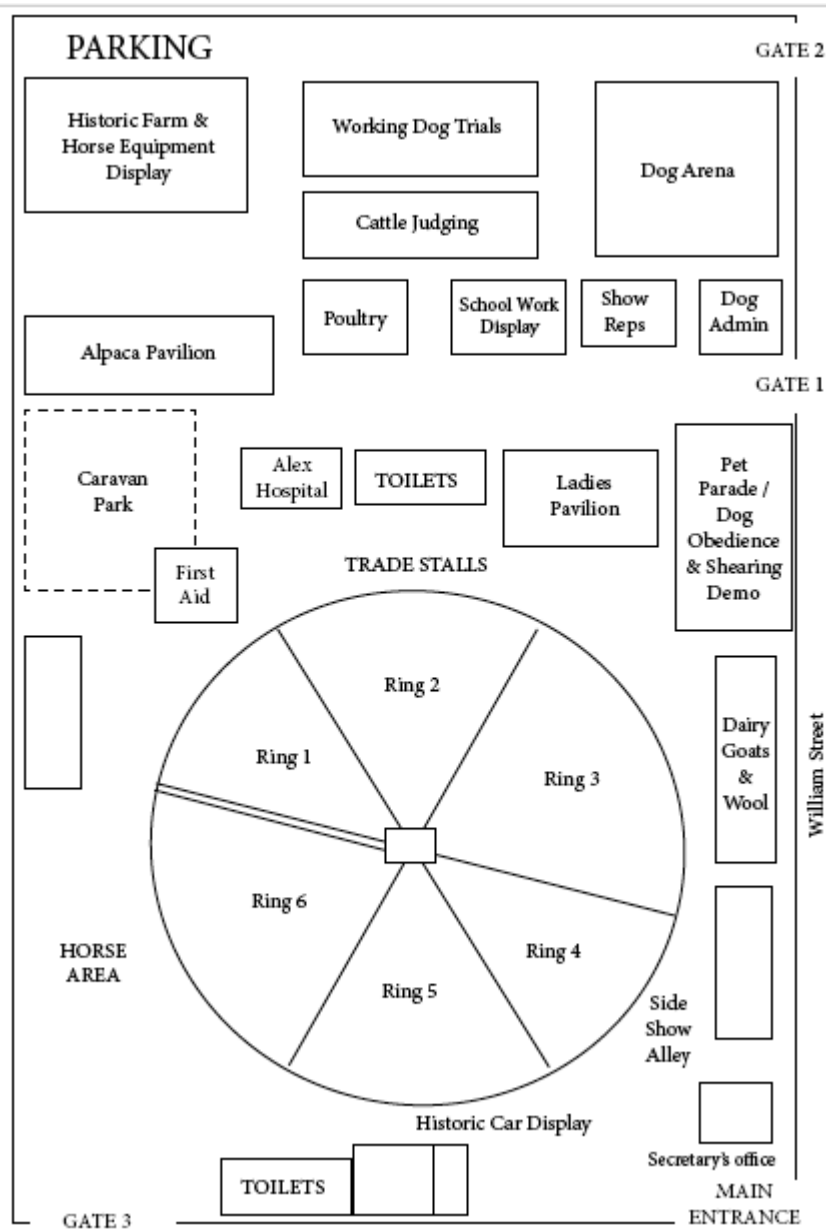 PARKING
GATE 2
Historic Farm &
Horse Equipment
Display
Working Dog Trials
Dog Arena
Cattle Judging
Poultry
School Work
Display
Show
Reps
Dog
Admin
Alpaca Pavilion
GATE 1
Caravan
Park
Alex
Hospital
TOILETS
Ladies
Pavilion
Pet
Parade /
Dog
Obedience
& Shearing
Demo
First
Aid
TRADE STALLS
Ring 2
Ring 1
Ring 3
Dairy
Goats
&
Wool
William Street
Ring 6
Ring 4
Ring 5
HORSE
AREA
Side
Show
Alley
Historic Car Display
Secretary's office
TOILETS
MAIN
ENTRANCE
GATE 3